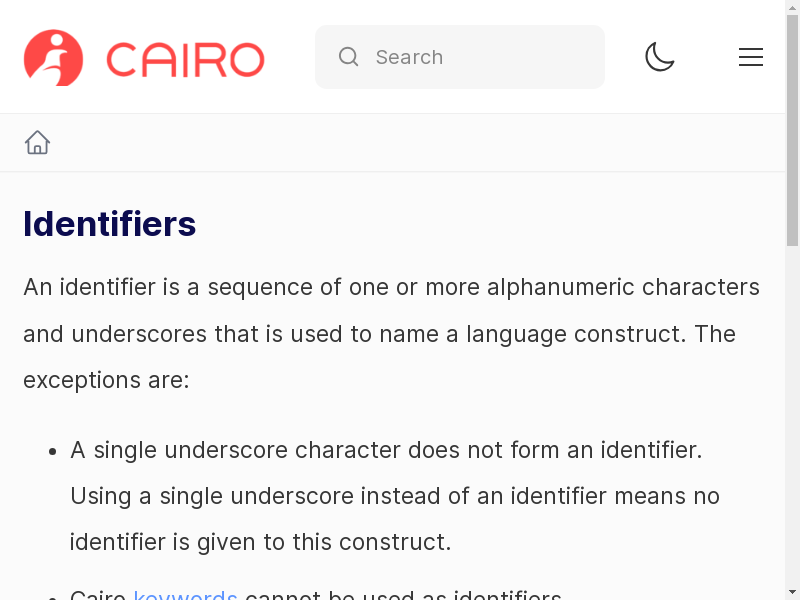 CAIRO
Search
Identifiers
An identifier is a sequence of one or more alphanumeric characters
and underscores that is used to name a language construct. The
exceptions are:
A single underscore character does not form an identifier.
Using a single underscore instead of an identifier means no
identifier is given to this construct.
Cairo keywords cannot be used as identifiers.